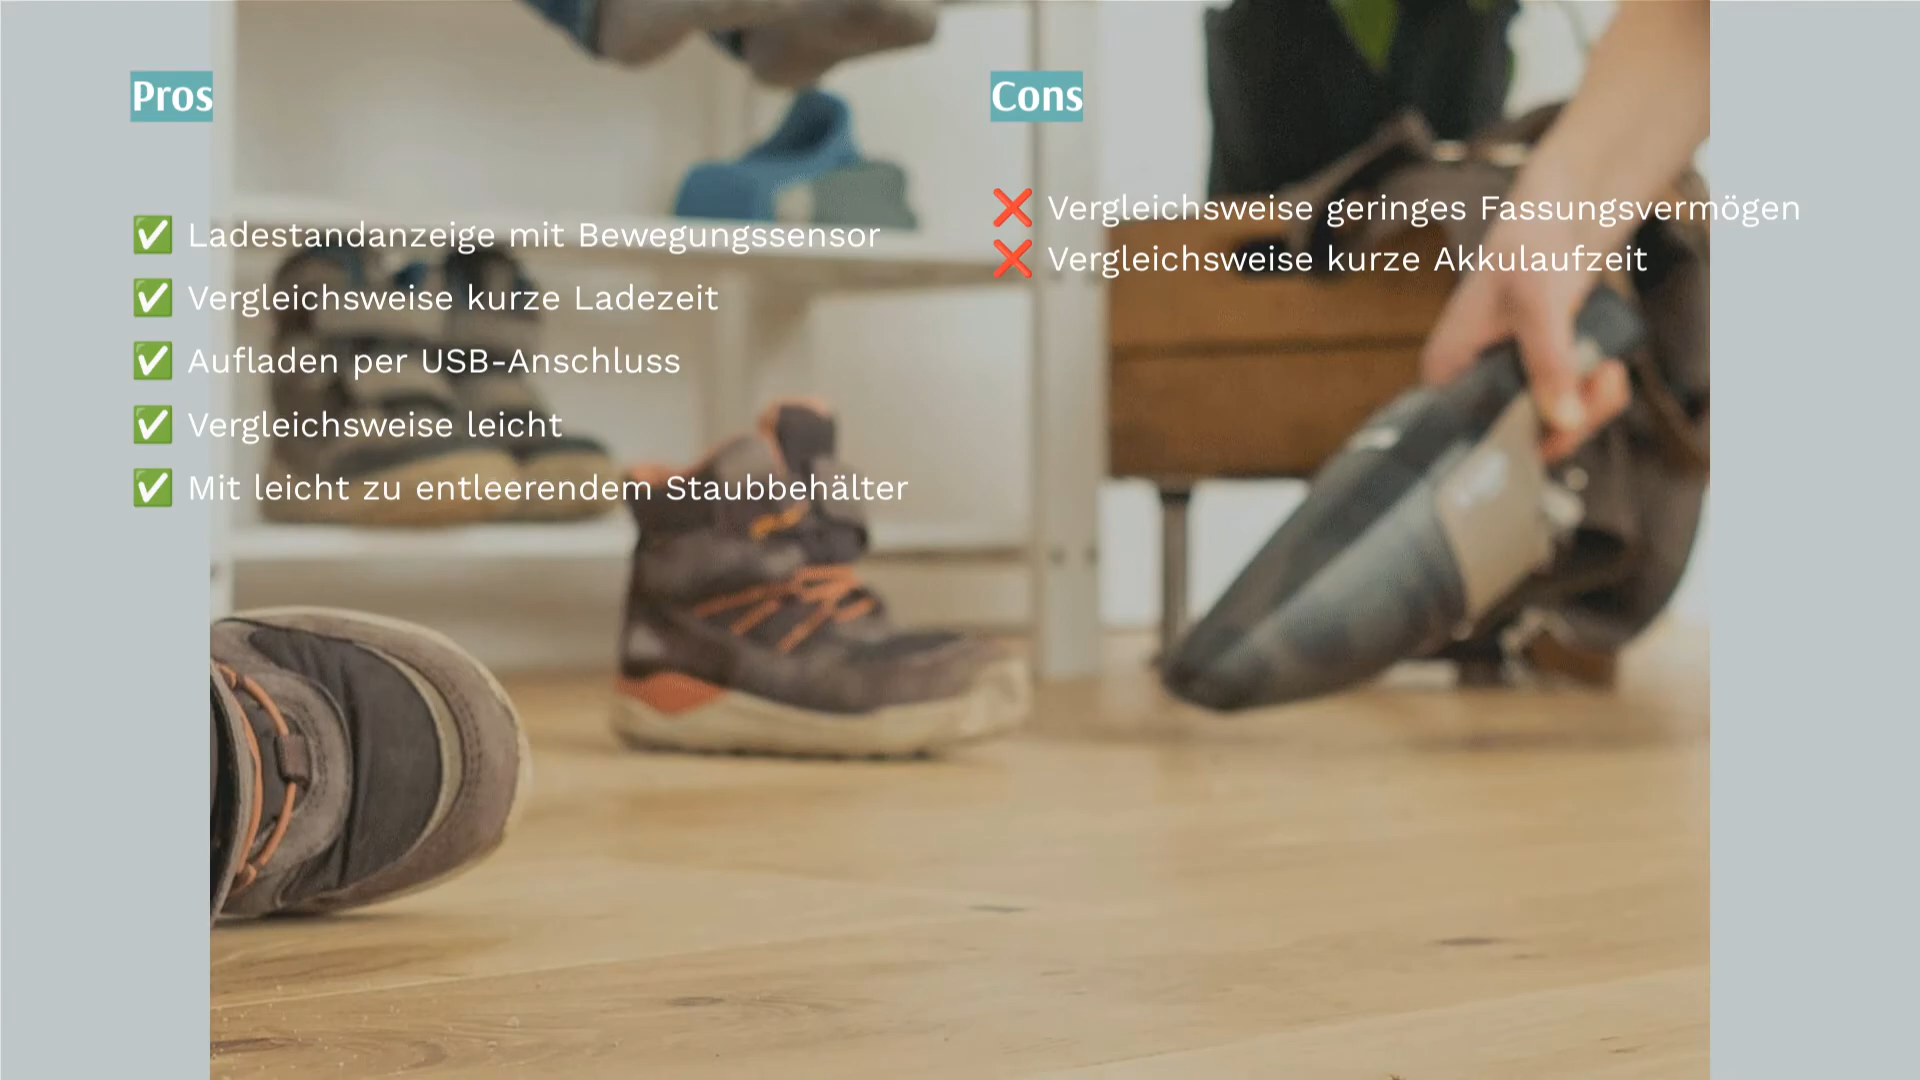 Pros
✅ Ladestandanzeige mit Bewegungssensor
✅ Vergleichsweise kurze Ladezeit
✅ Aufladen per USB-Anschluss
✅ Vergleichsweise leicht
✅ Mit leicht zu entleerendem Staubbehälter
Cons
❌ Vergleichsweise geringes Fassungsvermögen
❌ Vergleichsweise kurze Akkulaufzeit